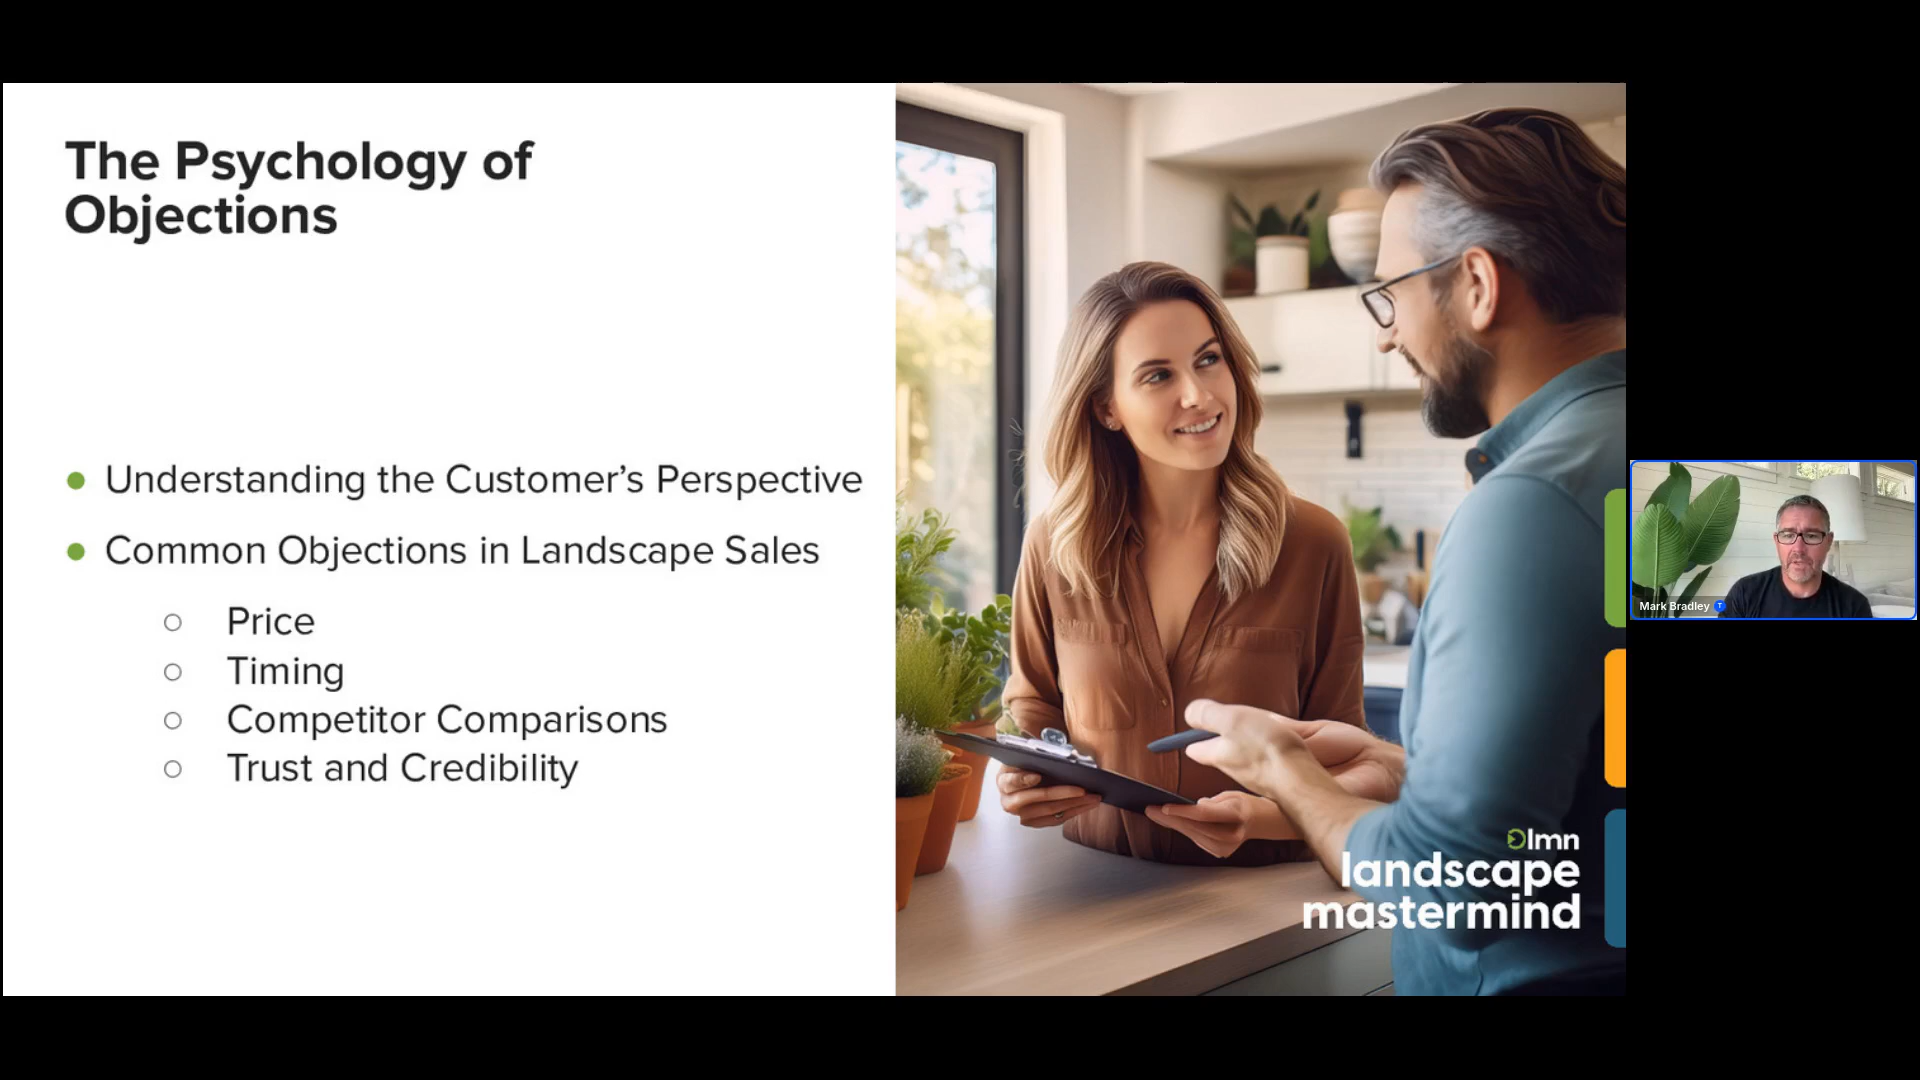 The Psychology of
Objections
Understanding the Customer’s Perspective
Common Objections in Landscape Sales
Price
Timing
Competitor Comparisons
Trust and Credibility
lmn
landscape
mastermind
Mark Bradley T